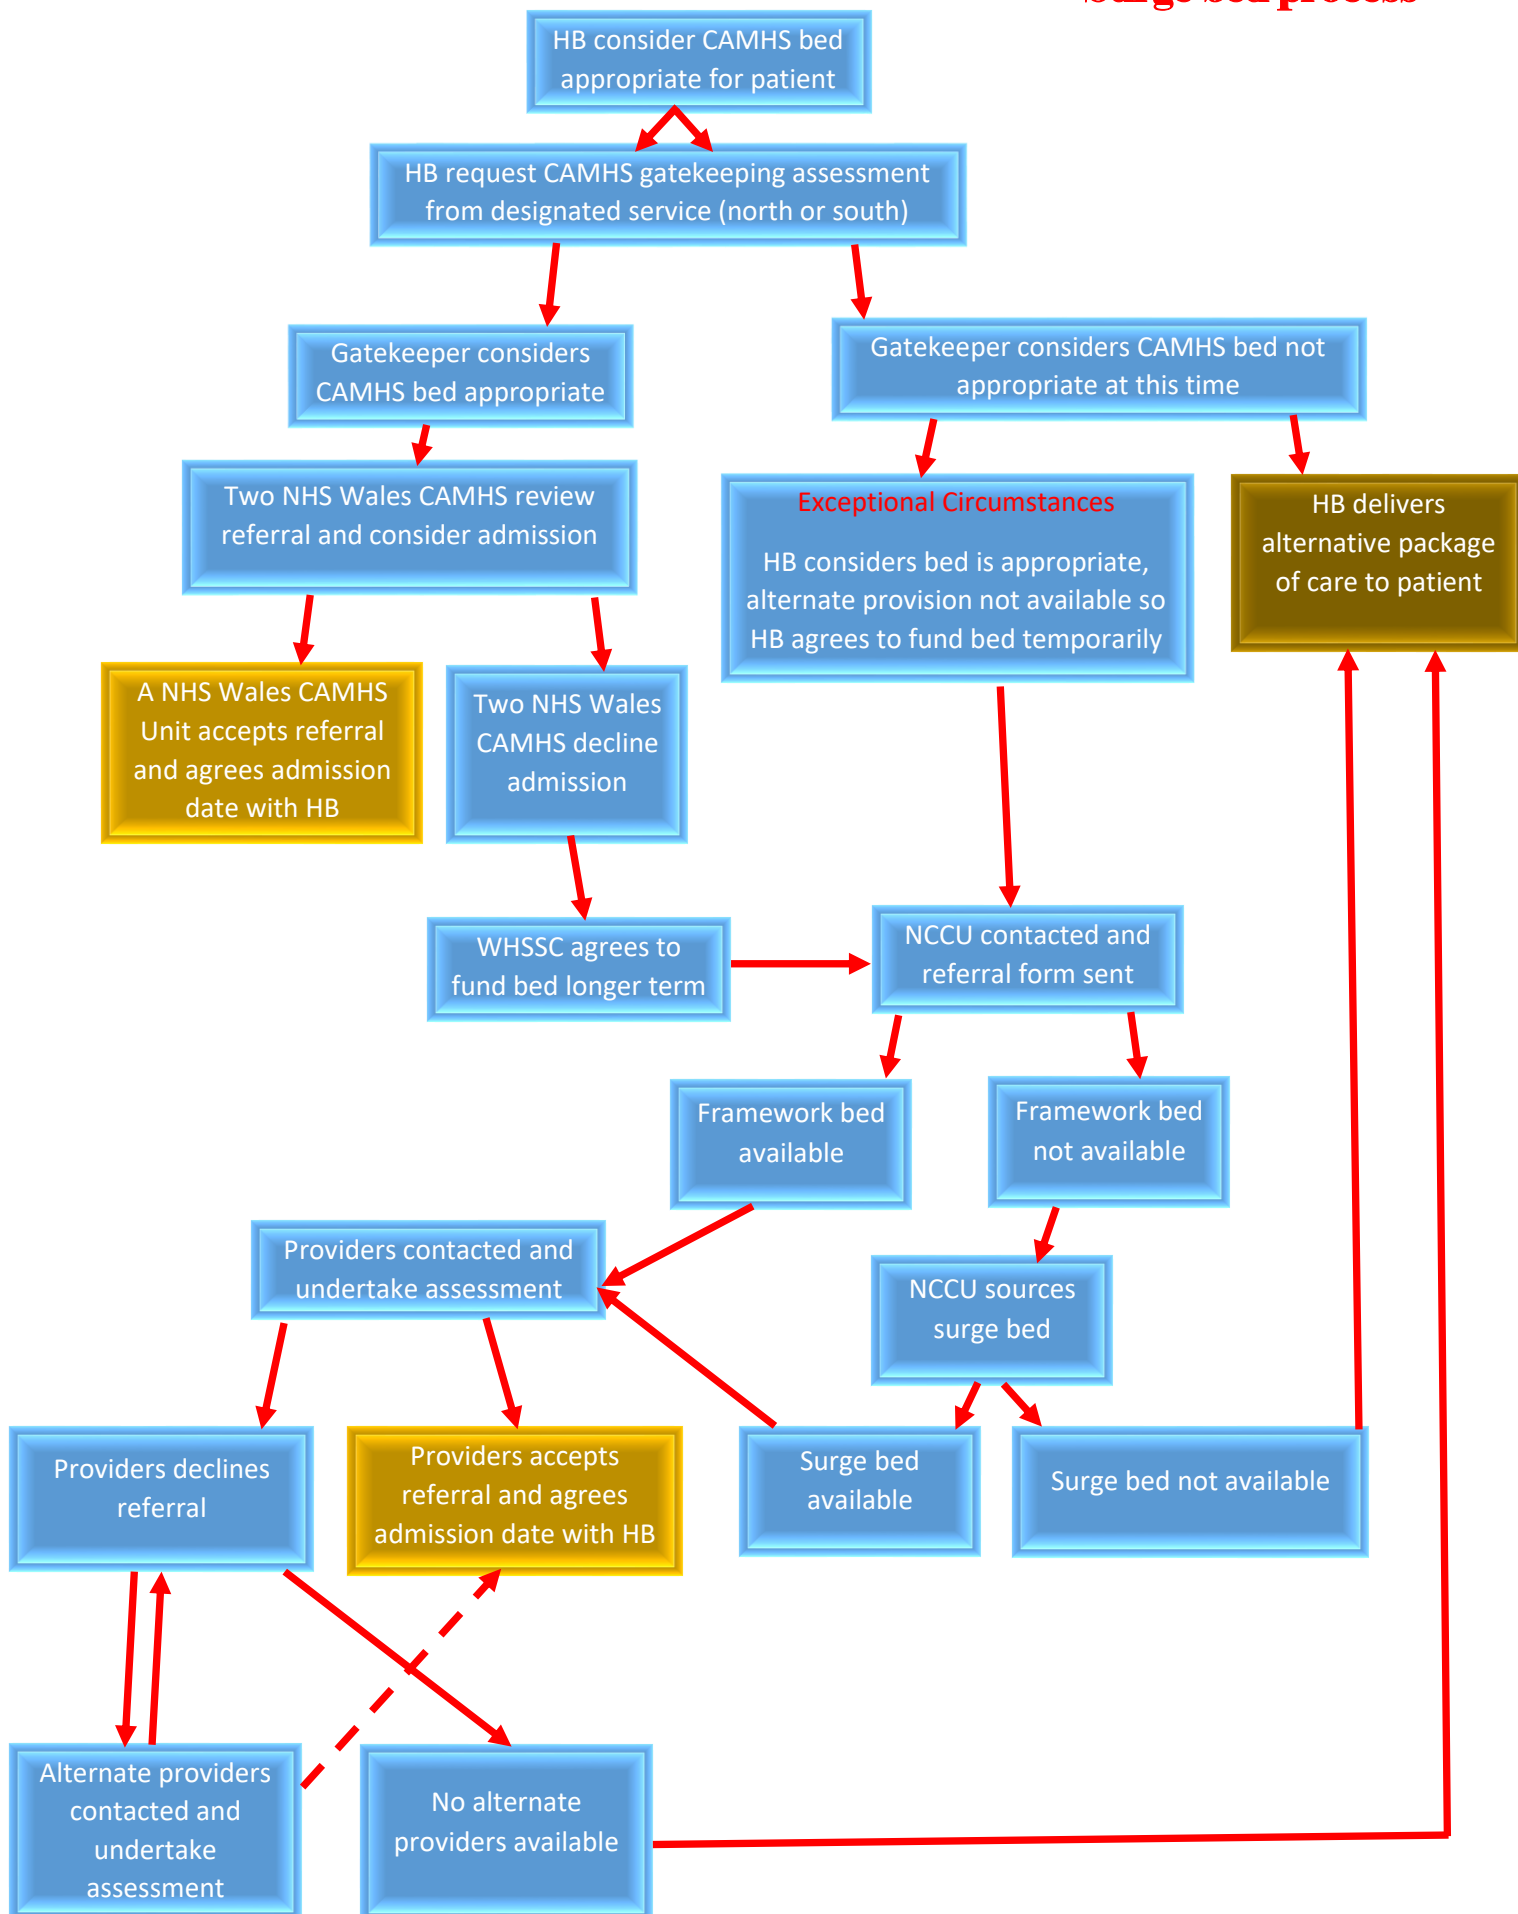 Surge bed process
HB consider CAMHS bed
appropriate for patient
HB request CAMHS gatekeeping assessment
from designated service (north or south)
Gatekeeper considers
CAMHS bed appropriate
Gatekeeper considers CAMHS bed not
appropriate at this time
Two NHS Wales CAMHS review
referral and consider admission
Exceptional Circumstances
HB considers bed is appropriate,
alternate provision not available so
HB agrees to fund bed temporarily
HB delivers
alternative package
of care to patient
A NHS Wales CAMHS
Unit accepts referral
and agrees admission
date with HB
Two NHS Wales
CAMHS decline
admission
WHSSC agrees to
fund bed longer term
NCCU contacted and
referral form sent
Framework bed
available
Framework bed
not available
Providers contacted and
undertake assessment
NCCU sources
surge bed
Providers declines
referral
Providers accepts
referral and agrees
admission date with HB
Surge bed
available
Surge bed not available
Alternate providers
contacted and
undertake
assessment
No alternate
providers available